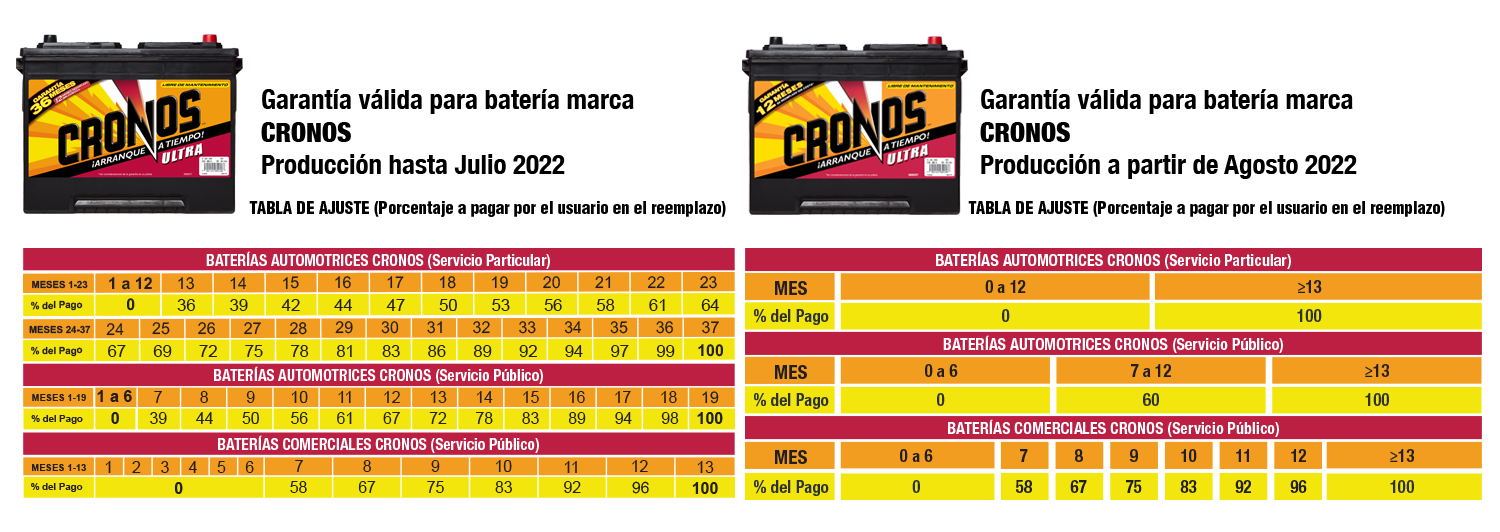 GARANTÍA
36 MESES
LIBRE DE MANTENIMIENTO
CRONOS
¡ARRANQUE A TIEMPO!
ULTRA
Garantía válida para batería marca
CRONOS
Producción hasta Julio 2022
TABLA DE AJUSTE (Porcentaje a pagar por el usuario en el reemplazo)
BATERÍAS AUTOMOTRICES CRONOS (Servicio Particular)
MESES 1-23 1 a 12 13 14 15 16 17 18 19 20 21 22 23
% del Pago 0 36 39 42 44 47 50 53 56 58 61 64
MESES 24-37 24 25 26 27 28 29 30 31 32 33 34 35 36 37
% del Pago 67 69 72 75 78 81 83 86 89 92 94 97 99 100
BATERÍAS AUTOMOTRICES CRONOS (Servicio Público)
MESES 1-19 1 a 6 7 8 9 10 11 12 13 14 15 16 17 18 19
% del Pago 0 39 44 50 56 61 67 72 78 83 89 94 98 100
BATERÍAS COMERCIALES CRONOS (Servicio Público)
MESES 1-13 1 2 3 4 5 6 7 8 9 10 11 12 13
% del Pago 0 58 67 75 83 92 96 100
GARANTÍA
12 MESES
LIBRE DE MANTENIMIENTO
CRONOS
¡ARRANQUE A TIEMPO!
ULTRA
Garantía válida para batería marca
CRONOS
Producción a partir de Agosto 2022
TABLA DE AJUSTE (Porcentaje a pagar por el usuario en el reemplazo)
BATERÍAS AUTOMOTRICES CRONOS (Servicio Particular)
MES 0 a 12 ≥13
% del Pago 0 100
BATERÍAS AUTOMOTRICES CRONOS (Servicio Público)
MES 0 a 6 7 a 12 ≥13
% del Pago 0 60 100
BATERÍAS COMERCIALES CRONOS (Servicio Público)
MES 0 a 6 7 8 9 10 11 12 ≥13
% del Pago 0 58 67 75 83 92 96 100